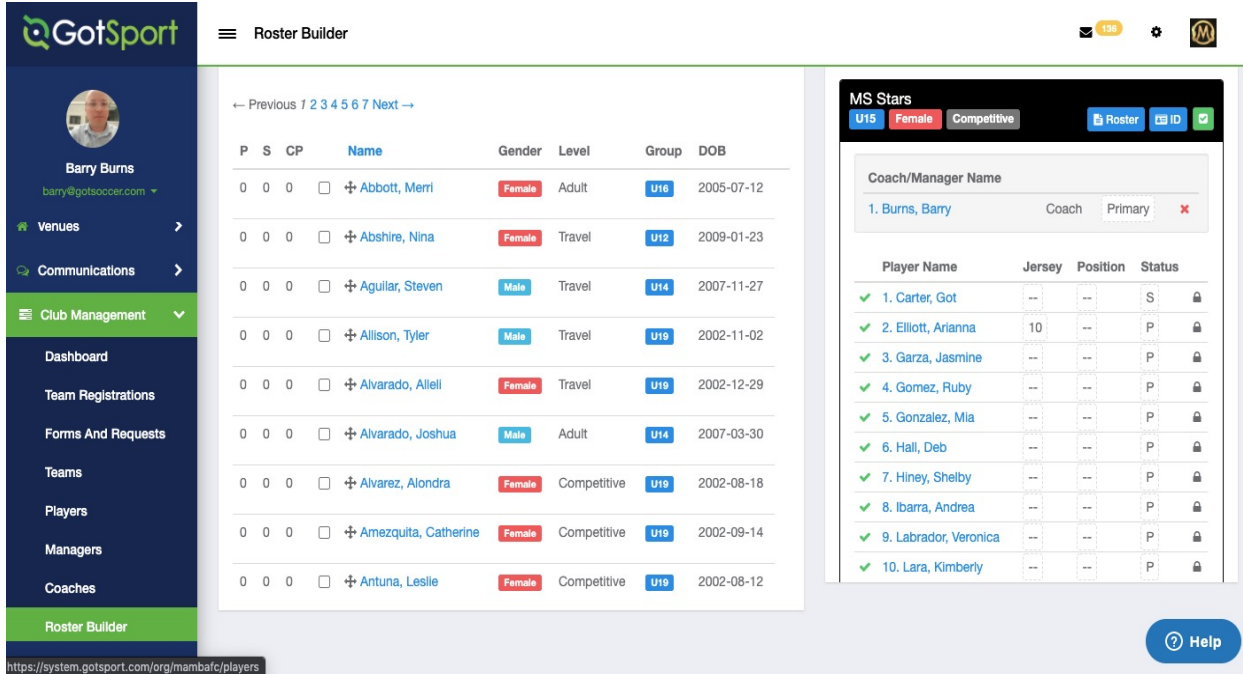 GotSport
Roster Builder
136
Barry Burns
barry@gotsoccer.com
Venues
Communications
Club Management
Dashboard
Team Registrations
Forms And Requests
Teams
Players
Managers
Coaches
Roster Builder
https://system.gotsport.com/org/mambafc/players
← Previous 1 2 3 4 5 6 7 Next →
P S CP Name Gender Level Group DOB
0 0 0 Abbott, Merri Female Adult U16 2005-07-12
0 0 0 Abshire, Nina Female Travel U12 2009-01-23
0 0 0 Aguilar, Steven Male Travel U14 2007-11-27
0 0 0 Allison, Tyler Male Travel U19 2002-11-02
0 0 0 Alvarado, Alleli Female Travel U19 2002-12-29
0 0 0 Alvarado, Joshua Male Adult U14 2007-03-30
0 0 0 Alvarez, Alondra Female Competitive U19 2002-08-18
0 0 0 Amezquita, Catherine Female Competitive U19 2002-09-14
0 0 0 Antuna, Leslie Female Competitive U19 2002-08-12
MS Stars
U15 Female Competitive Roster ID
Coach/Manager Name
1. Burns, Barry Coach Primary
Player Name Jersey Position Status
1. Carter, Got -- -- S
2. Elliott, Arianna 10 -- P
3. Garza, Jasmine -- -- P
4. Gomez, Ruby -- -- P
5. Gonzalez, Mia -- -- P
6. Hall, Deb -- -- P
7. Hiney, Shelby -- -- P
8. Ibarra, Andrea -- -- P
9. Labrador, Veronica -- -- P
10. Lara, Kimberly -- -- P
Help